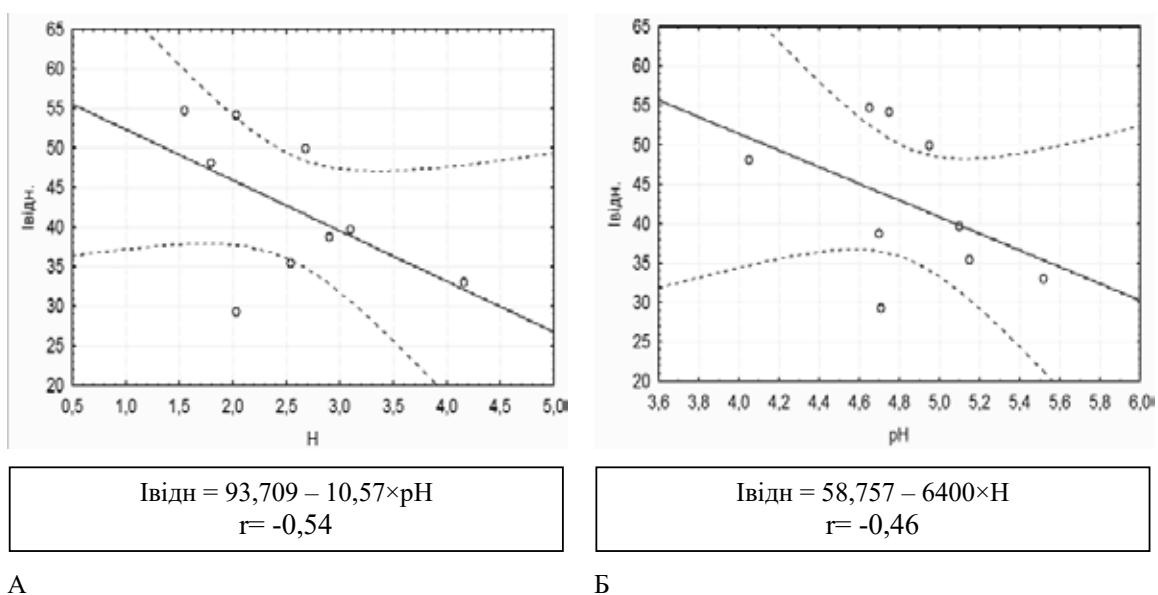 65
60
55
50
45
40
35
30
25
20
Івідн.
0,5 1,0 1,5 2,0 2,5 3,0 3,5 4,0 4,5 5,0
H
65
60
55
50
45
40
35
30
25
20
Івідн.
3,6 3,8 4,0 4,2 4,4 4,6 4,8 5,0 5,2 5,4 5,6 5,8 6,0
pH
Івідн = 93,709 – 10,57×pH
r= -0,54
Івідн = 58,757 – 6400×H
r= -0,46
А
Б